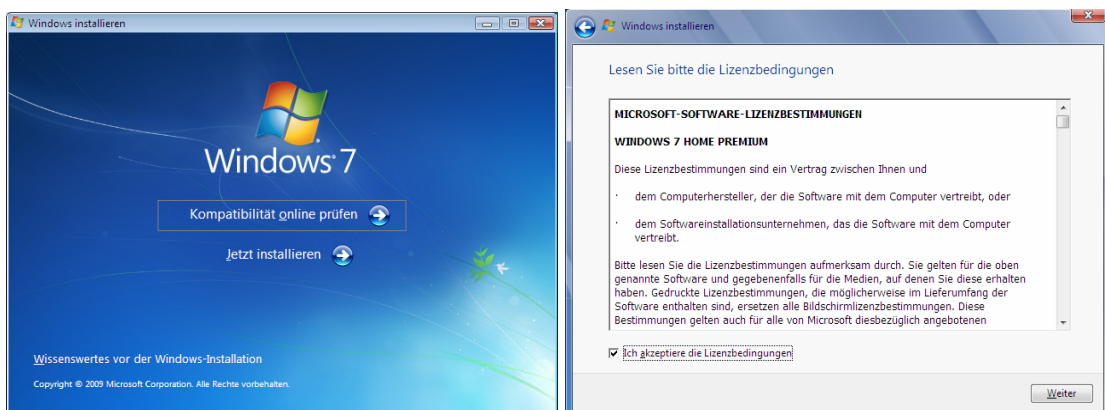 Windows installieren
Windows 7
Kompatibilität online prüfen
Jetzt installieren
Wissenswertes vor der Windows-Installation
Copyright © 2009 Microsoft Corporation. Alle Rechte vorbehalten.
Windows installieren
Lesen Sie bitte die Lizenzbedingungen
MICROSOFT-SOFTWARE-LIZENZBESTIMMUNGEN
WINDOWS 7 HOME PREMIUM
Diese Lizenzbestimmungen sind ein Vertrag zwischen Ihnen und
· dem Computerhersteller, der die Software mit dem Computer vertreibt, oder
· dem Softwareinstallationsunternehmen, das die Software mit dem Computer
vertreibt.
Bitte lesen Sie die Lizenzbestimmungen aufmerksam durch. Sie gelten für die oben
genannte Software und gegebenenfalls für die Medien, auf denen Sie diese erhalten
haben. Gedruckte Lizenzbestimmungen, die möglicherweise im Lieferumfang der
Software enthalten sind, ersetzen alle Bildschirmlizenzbestimmungen. Diese
Bestimmungen gelten auch für alle von Microsoft diesbezüglich angebotenen
Ich akzeptiere die Lizenzbedingungen
Weiter